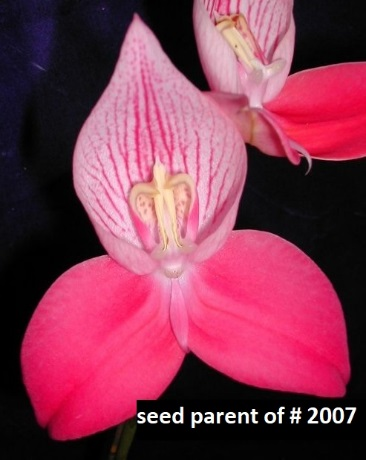 seed parent of # 2007